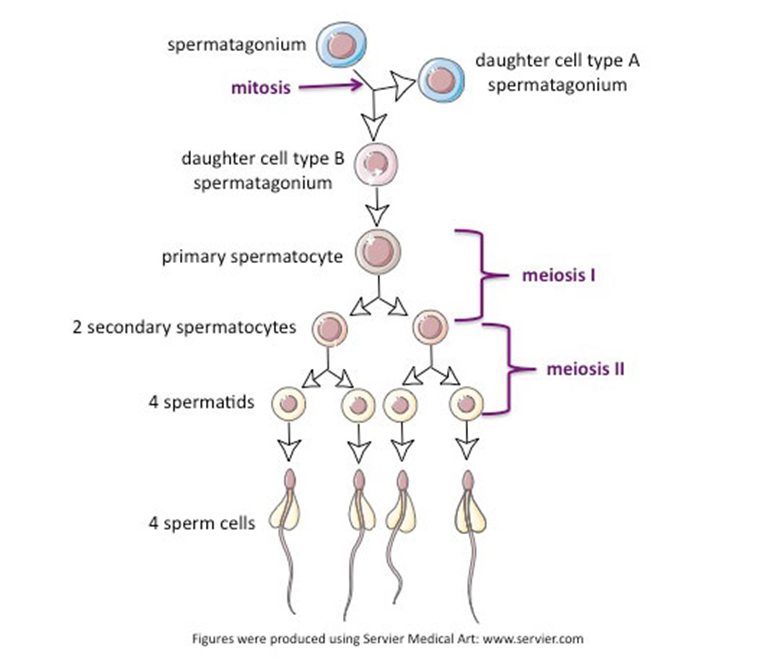 spermatagonium
daughter cell type A
spermatagonium
mitosis
daughter cell type B
spermatagonium
primary spermatocyte
meiosis I
2 secondary spermatocytes
meiosis II
4 spermatids
4 sperm cells
Figures were produced using Servier Medical Art: www.servier.com